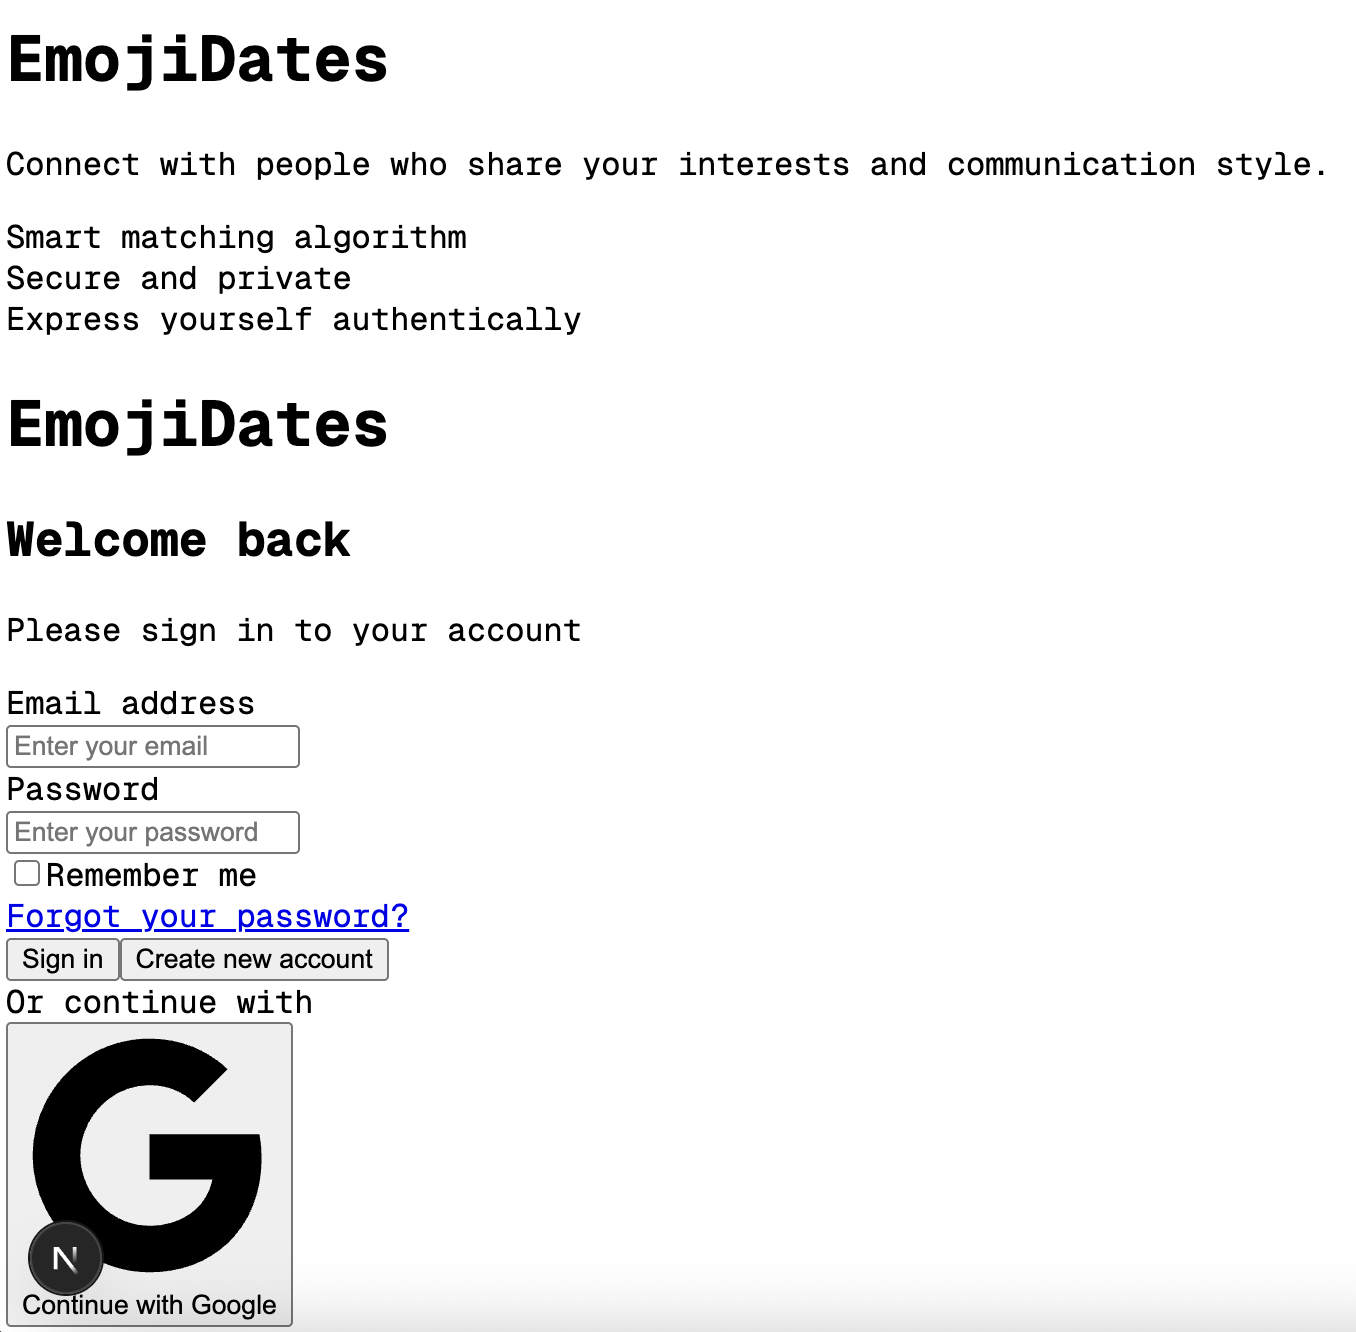 EmojiDates
Connect with people who share your interests and communication style.
Smart matching algorithm
Secure and private
Express yourself authentically
EmojiDates
Welcome back
Please sign in to your account
Email address
Enter your email
Password
Enter your password
Remember me
Forgot your password?
Sign in Create new account
Or continue with
G
N
Continue with Google